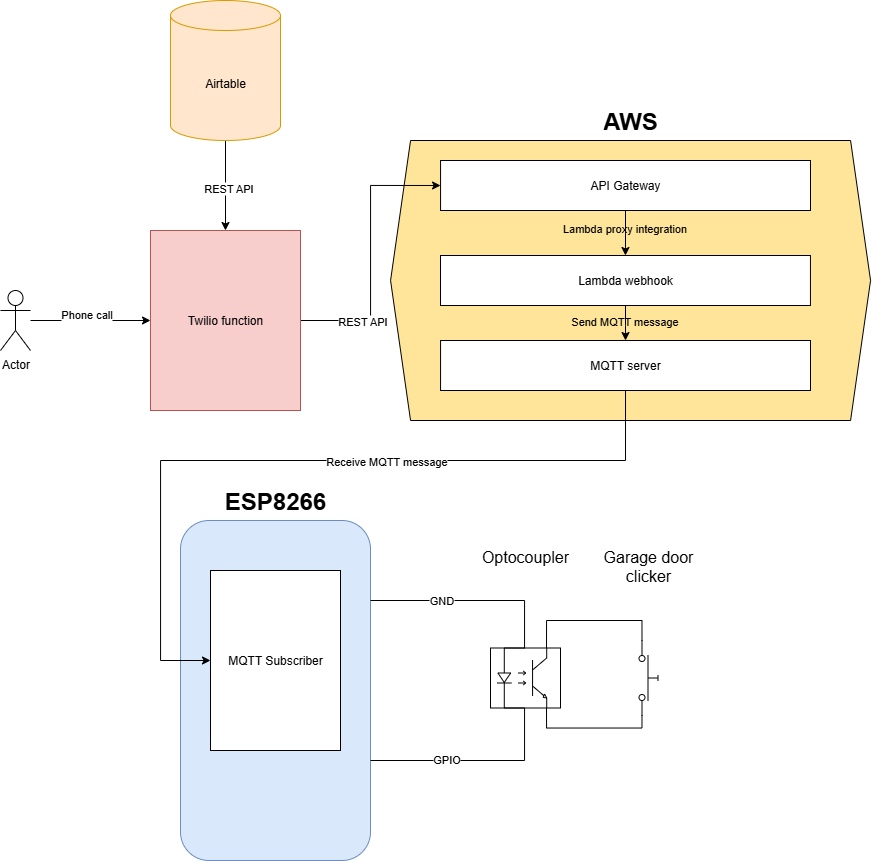 Airtable
REST API
AWS
API Gateway
Lambda proxy integration
Lambda webhook
Send MQTT message
MQTT server
Phone call
Actor
Twilio function
REST API
Receive MQTT message
ESP8266
MQTT Subscriber
GND
GPIO
Optocoupler
Garage door
clicker